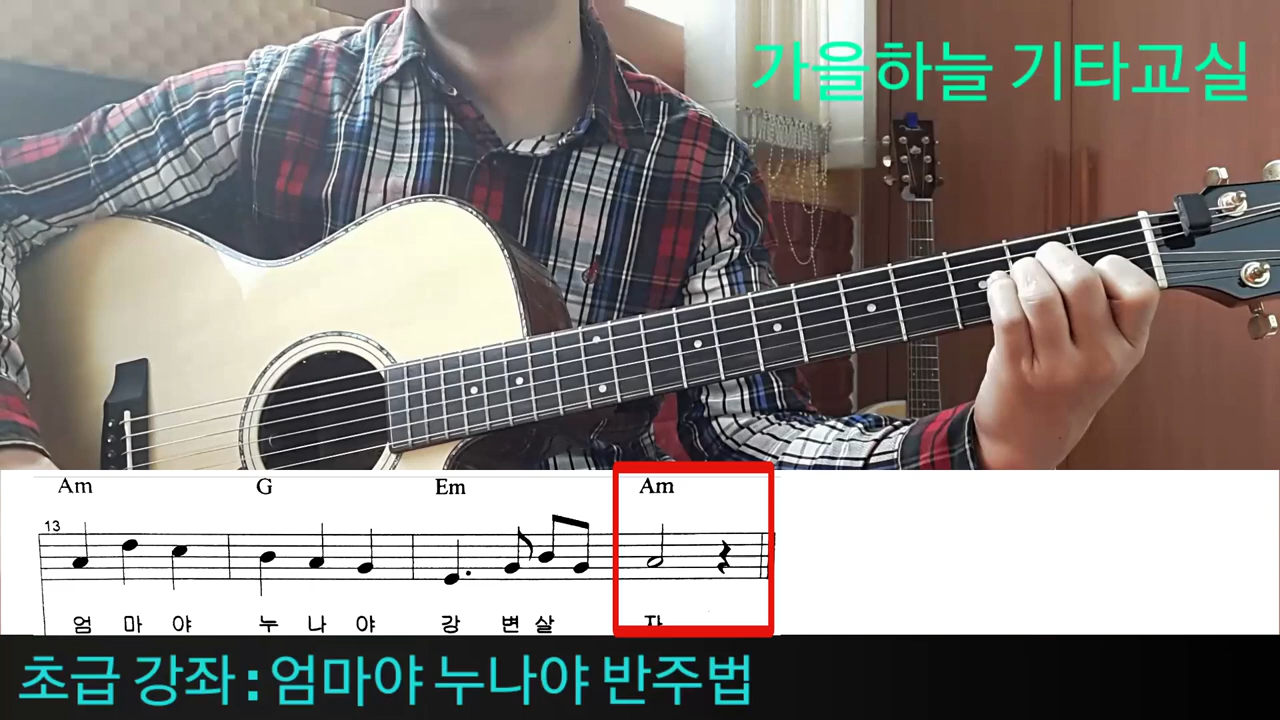 가을하늘 기타교실
Am G Em Am
13
엄 마 야 누 나 야 강 변 살 자
초급 강좌 : 엄마야 누나야 반주법